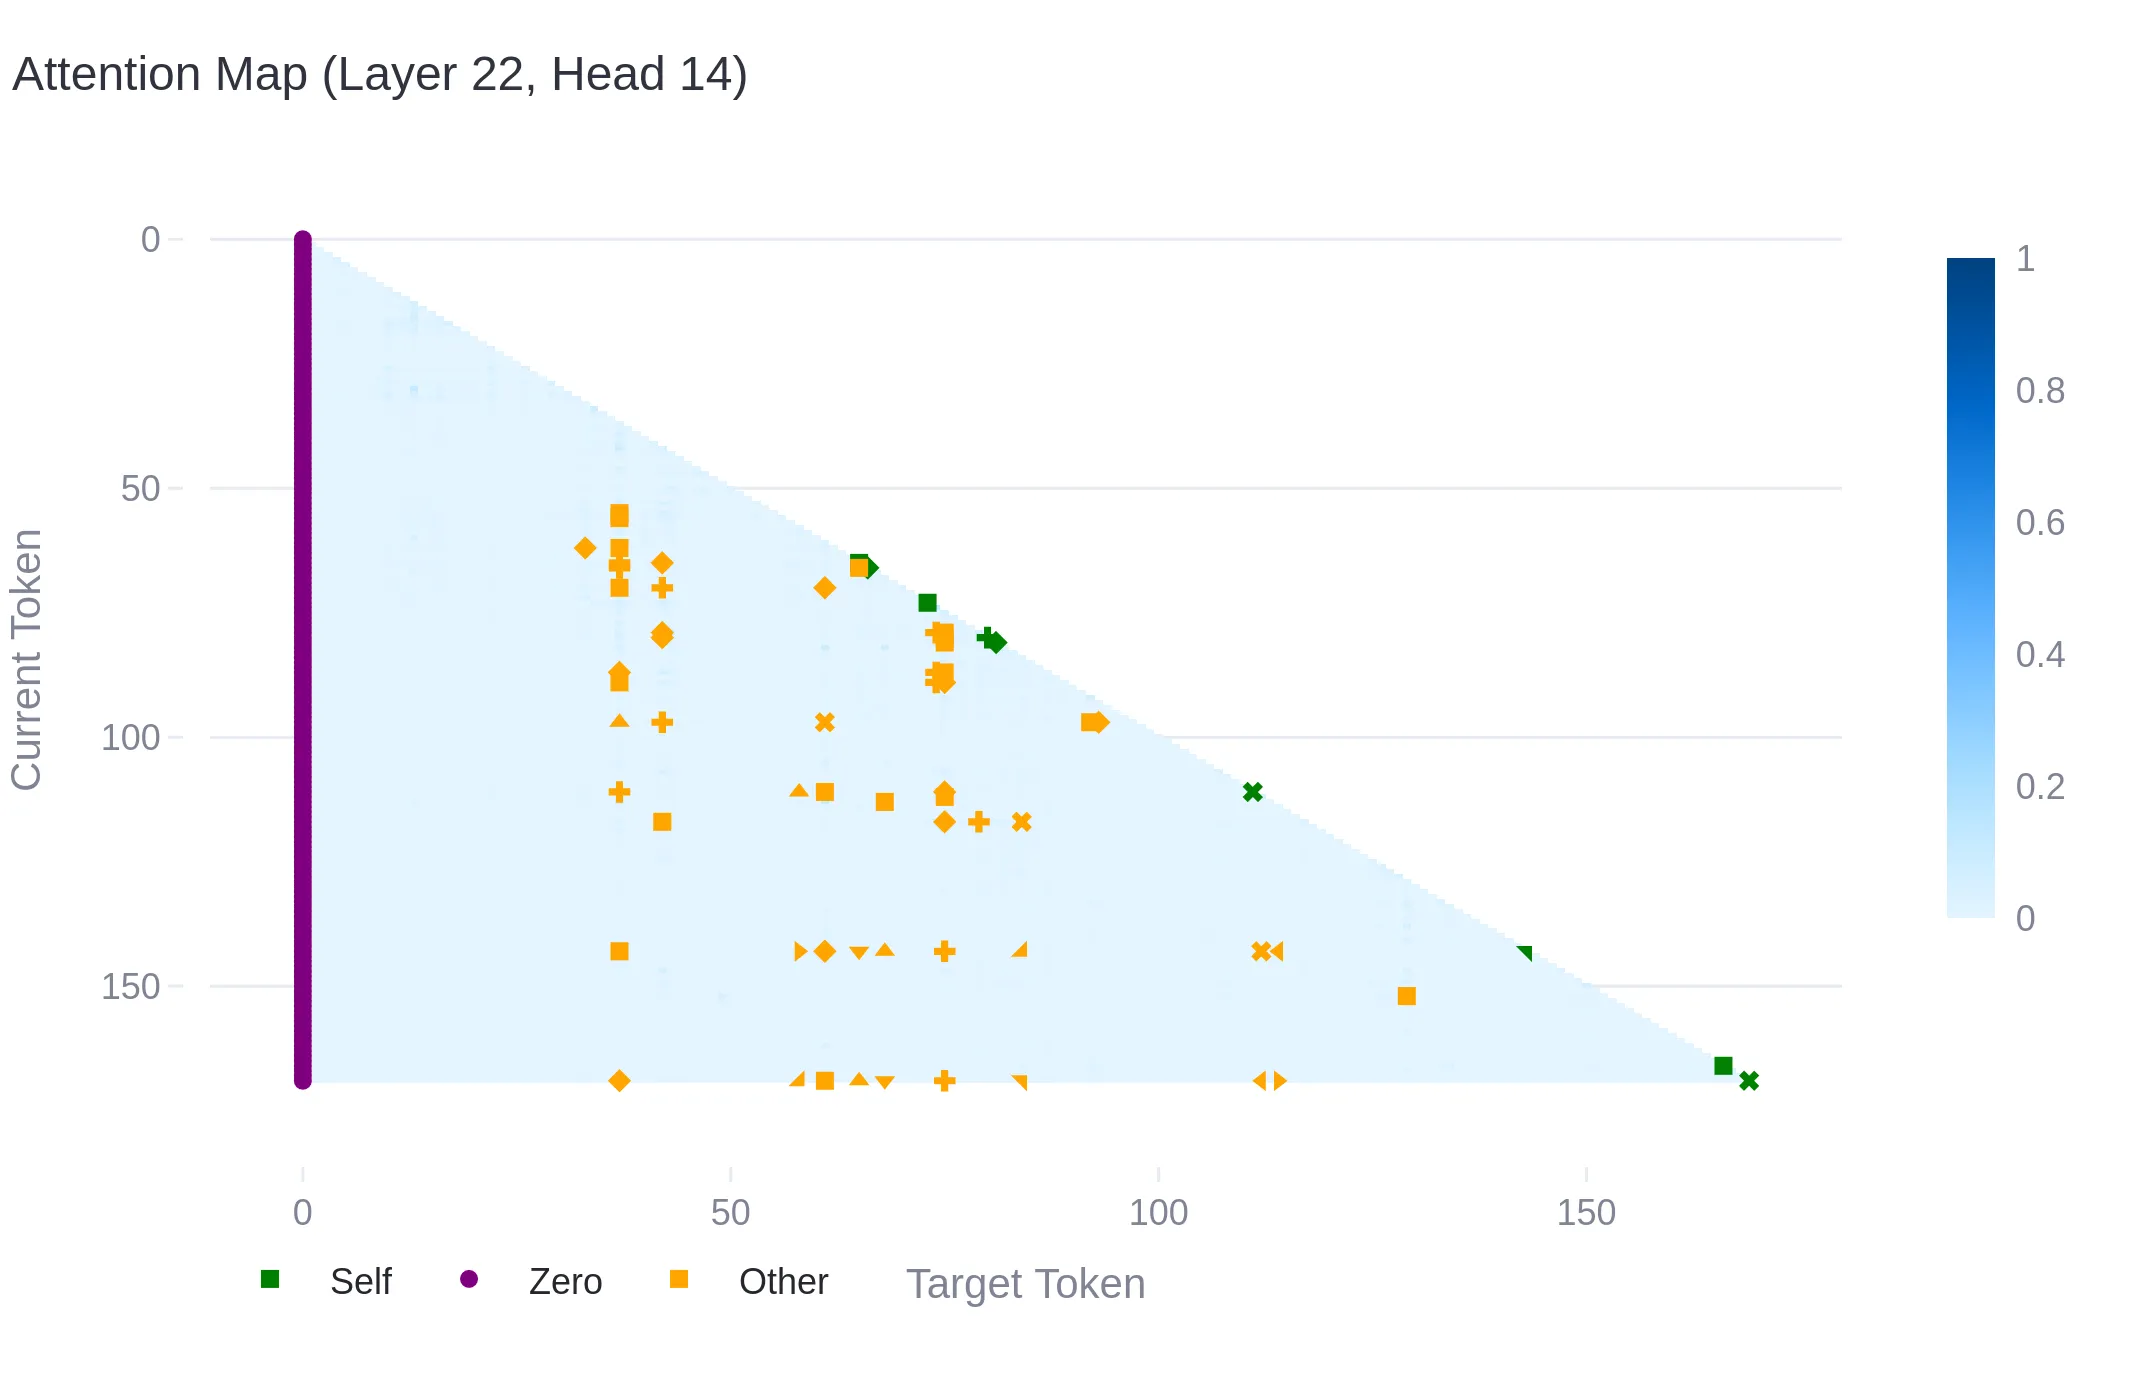 Attention Map (Layer 22, Head 14)
Current Token
0
50
100
150
0
50
100
150
Self
Zero
Other
Target Token
1
0.8
0.6
0.4
0.2
0